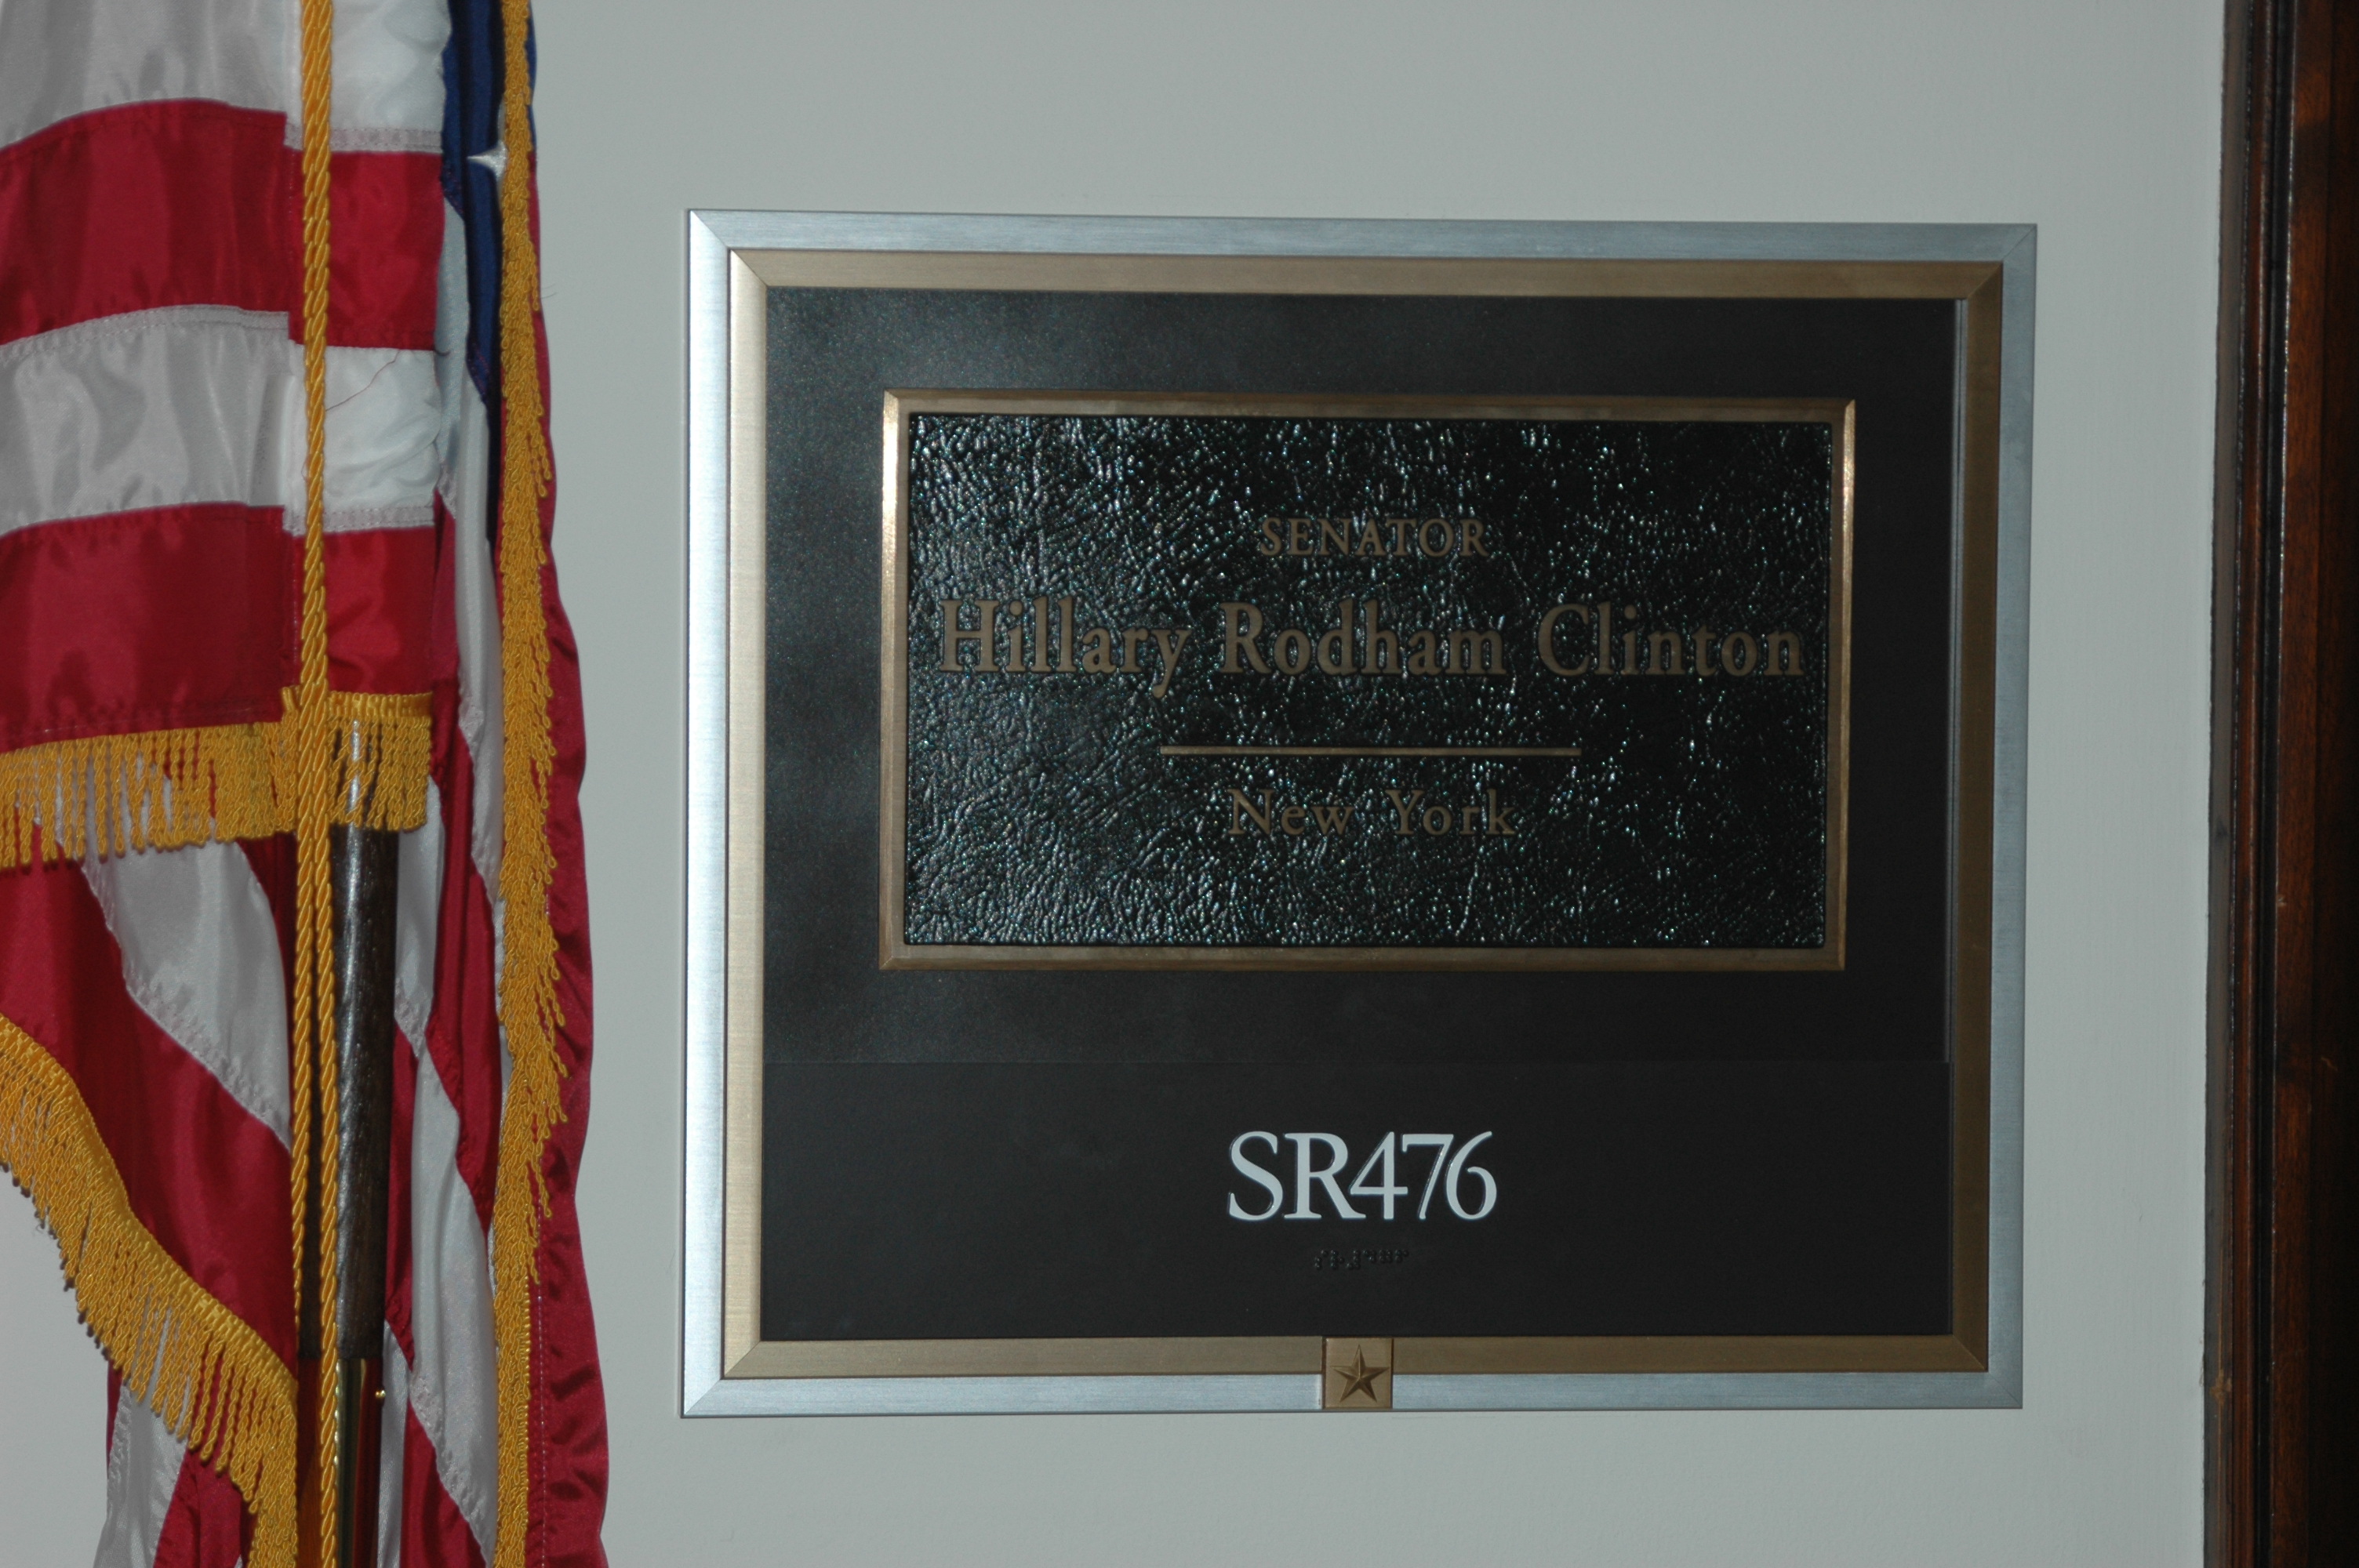 SENATOR
Hillary Rodham Clinton
New York
SR476